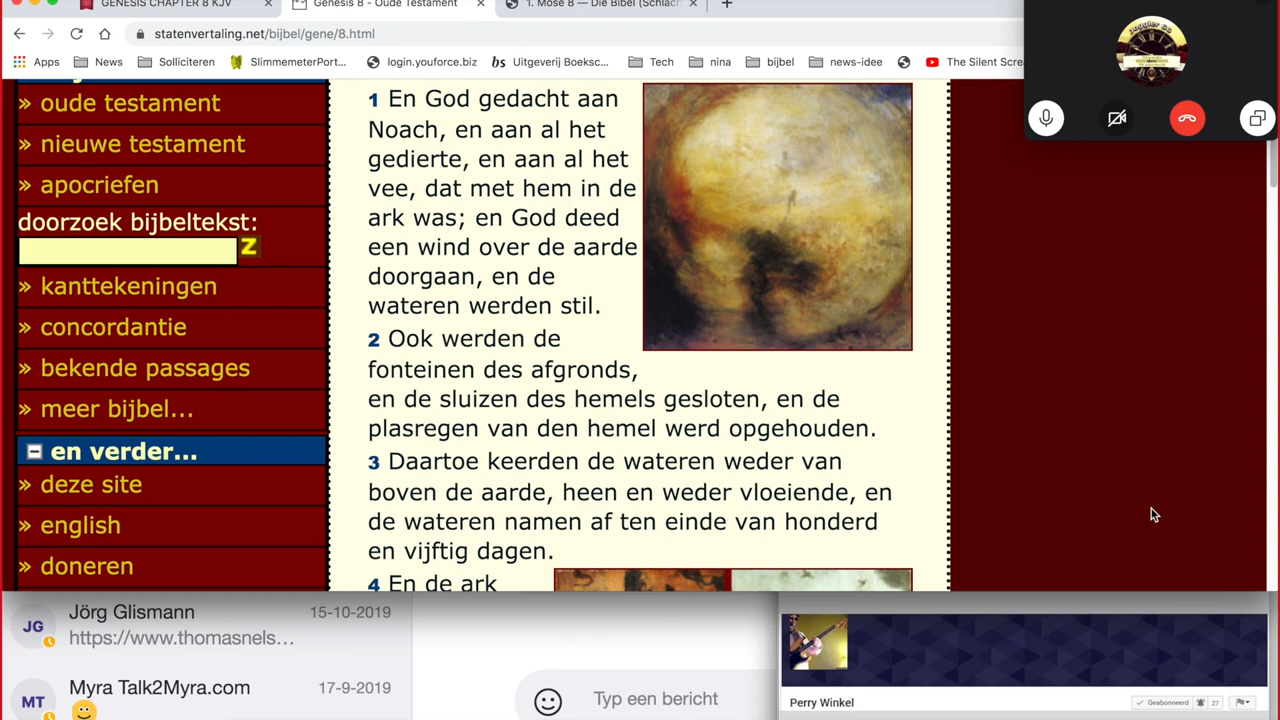 GENESIS CHAPTER 8 KJV
Genesis 8 - Oude Testament
1. Mose 8 — Die Bibel (Schlach
statenvertaling.net/bijbel/gene/8.html
Apps
News
Solliciteren
SlimmemeterPort...
login.youforce.biz
bs Uitgeverij Boeksc...
Tech
nina
bijbel
news-idee
The Silent Screa
» oude testament
» nieuwe testament
» apocriefen
doorzoek bijbeltekst:
Z
» kanttekeningen
» concordantie
» bekende passages
» meer bijbel...
en verder...
» deze site
» english
» doneren
1 En God gedacht aan
Noach, en aan al het
gedierte, en aan al het
vee, dat met hem in de
ark was; en God deed
een wind over de aarde
doorgaan, en de
wateren werden stil.
2 Ook werden de
fonteinen des afgronds,
en de sluizen des hemels gesloten, en de
plasregen van den hemel werd opgehouden.
3 Daartoe keerden de wateren weder van
boven de aarde, heen en weder vloeiende, en
de wateren namen af ten einde van honderd
en vijftig dagen.
4 En de ark
JG
Jörg Glismann
15-10-2019
https://www.thomasnels...
MT
Myra Talk2Myra.com
17-9-2019
Typ een bericht
Perry Winkel
Geabonneerd
27